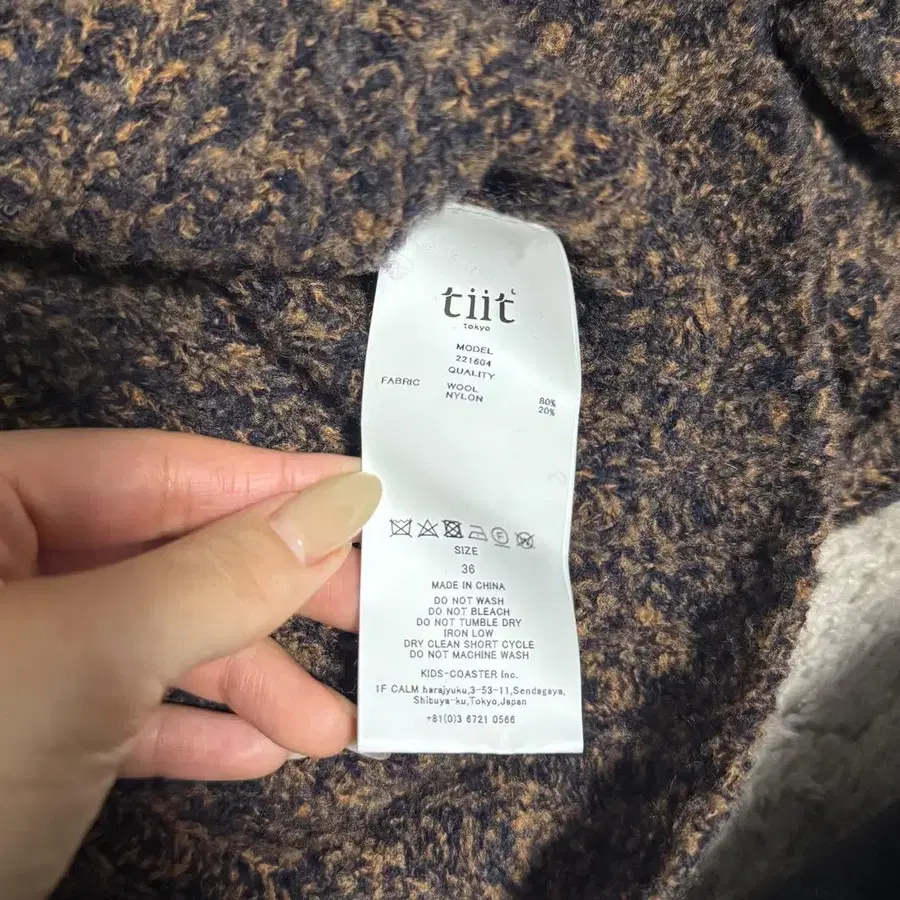 tiit
tokyo
MODEL
221604
QUALITY
FABRIC WOOL 80%
NYLON 20%
F W
SIZE
36
MADE IN CHINA
DO NOT WASH
DO NOT BLEACH
DO NOT TUMBLE DRY
IRON LOW
DRY CLEAN SHORT CYCLE
DO NOT MACHINE WASH
KIDS-COASTER Inc.
1F CALM harajyuku,3-53-11,Sendagaya,
Shibuya-ku,Tokyo,Japan
+81(0)3 6721 0566